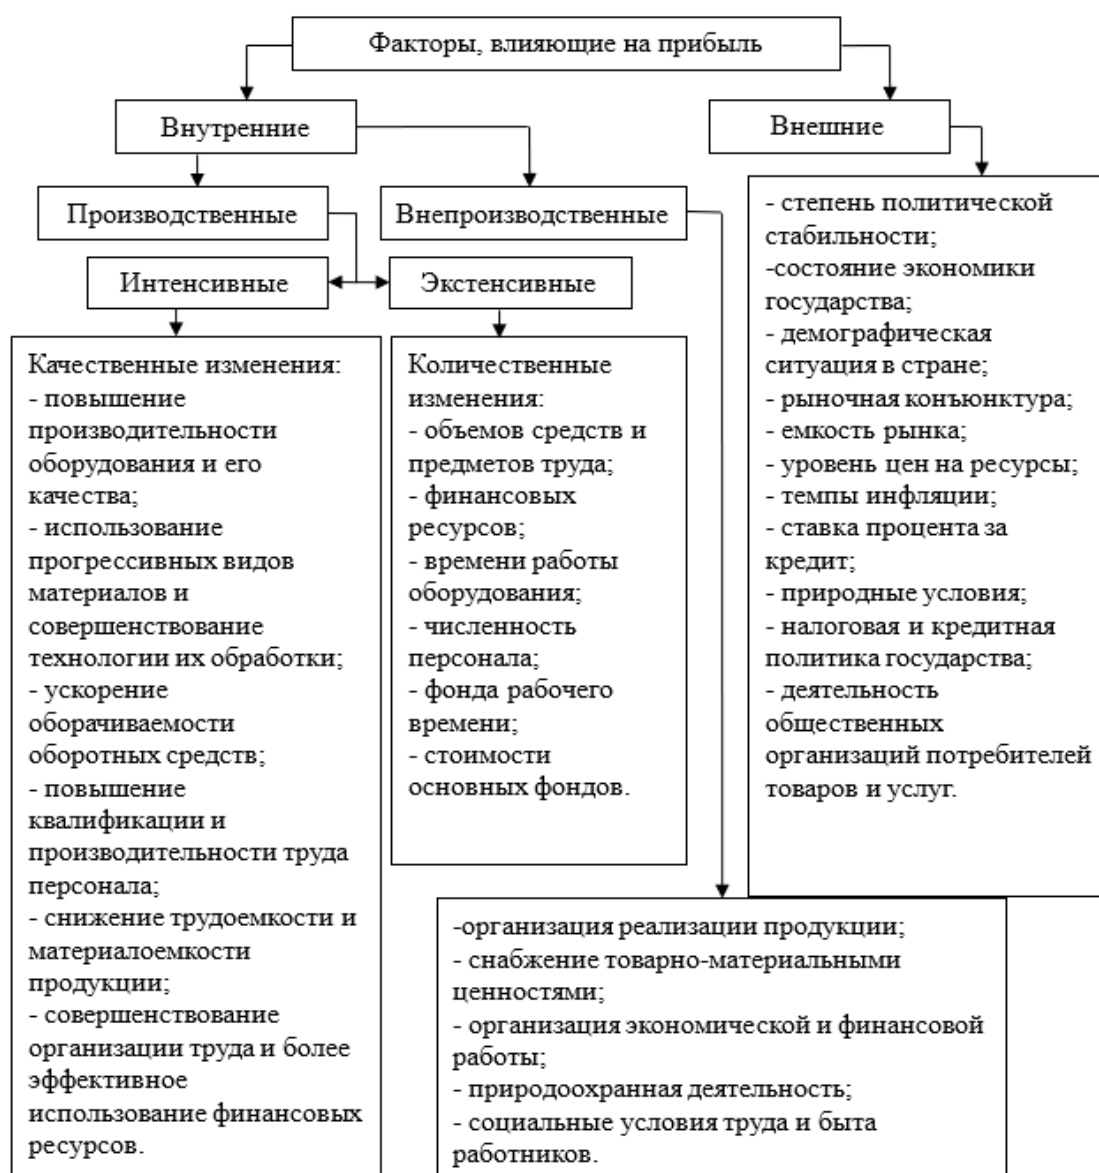 Факторы, влияющие на прибыль
Внутренние
Внешние
Производственные
Внепроизводственные
Интенсивные
Экстенсивные
Качественные изменения:
- повышение
производительности
оборудования и его
качества;
- использование
прогрессивных видов
материалов и
совершенствование
технологии их обработки;
- ускорение
оборачиваемости
оборотных средств;
- повышение
квалификации и
производительности труда
персонала;
- снижение трудоемкости и
материалоемкости
продукции;
- совершенствование
организации труда и более
эффективное
использование финансовых
ресурсов.
Количественные
изменения:
- объемов средств и
предметов труда;
- финансовых
ресурсов;
- времени работы
оборудования;
- численность
персонала;
- фонда рабочего
времени;
- стоимости
основных фондов.
-организация реализации продукции;
- снабжение товарно-материальными
ценностями;
- организация экономической и финансовой
работы;
- природоохранная деятельность;
- социальные условия труда и быта
работников.
- степень политической
стабильности;
-состояние экономики
государства;
- демографическая
ситуация в стране;
- рыночная конъюнктура;
- емкость рынка;
- уровень цен на ресурсы;
- темпы инфляции;
- ставка процента за
кредит;
- природные условия;
- налоговая и кредитная
политика государства;
- деятельность
общественных
организаций потребителей
товаров и услуг.